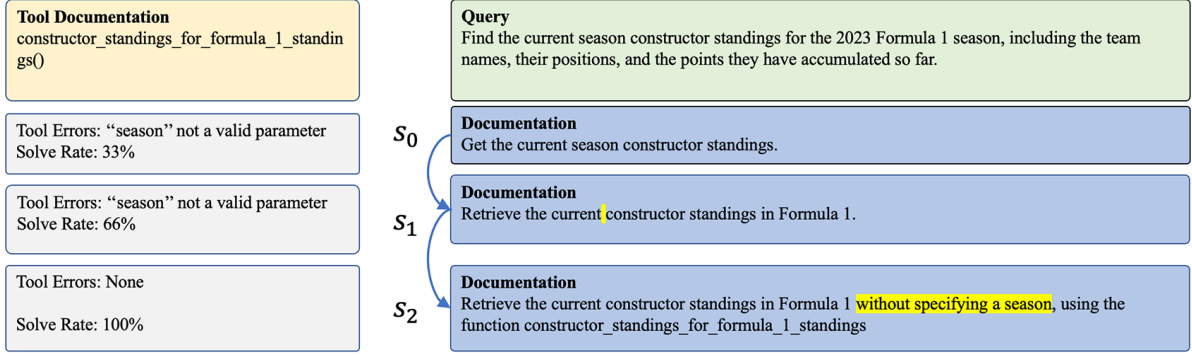 Tool Documentation
constructor_standings_for_formula_1_standin
gs()
Query
Find the current season constructor standings for the 2023 Formula 1 season, including the team
names, their positions, and the points they have accumulated so far.
Tool Errors: “season” not a valid parameter
Solve Rate: 33%
S0
Documentation
Get the current season constructor standings.
Tool Errors: “season” not a valid parameter
Solve Rate: 66%
S1
Documentation
Retrieve the current constructor standings in Formula 1.
Tool Errors: None
Solve Rate: 100%
S2
Documentation
Retrieve the current constructor standings in Formula 1 without specifying a season, using the
function constructor_standings_for_formula_1_standings